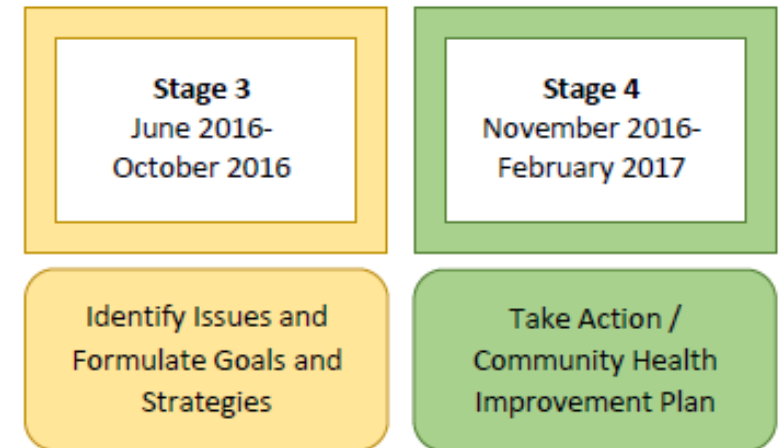 Stage 3
June 2016-
October 2016
Stage 4
November 2016-
February 2017
Identify Issues and
Formulate Goals and
Strategies
Take Action /
Community Health
Improvement Plan